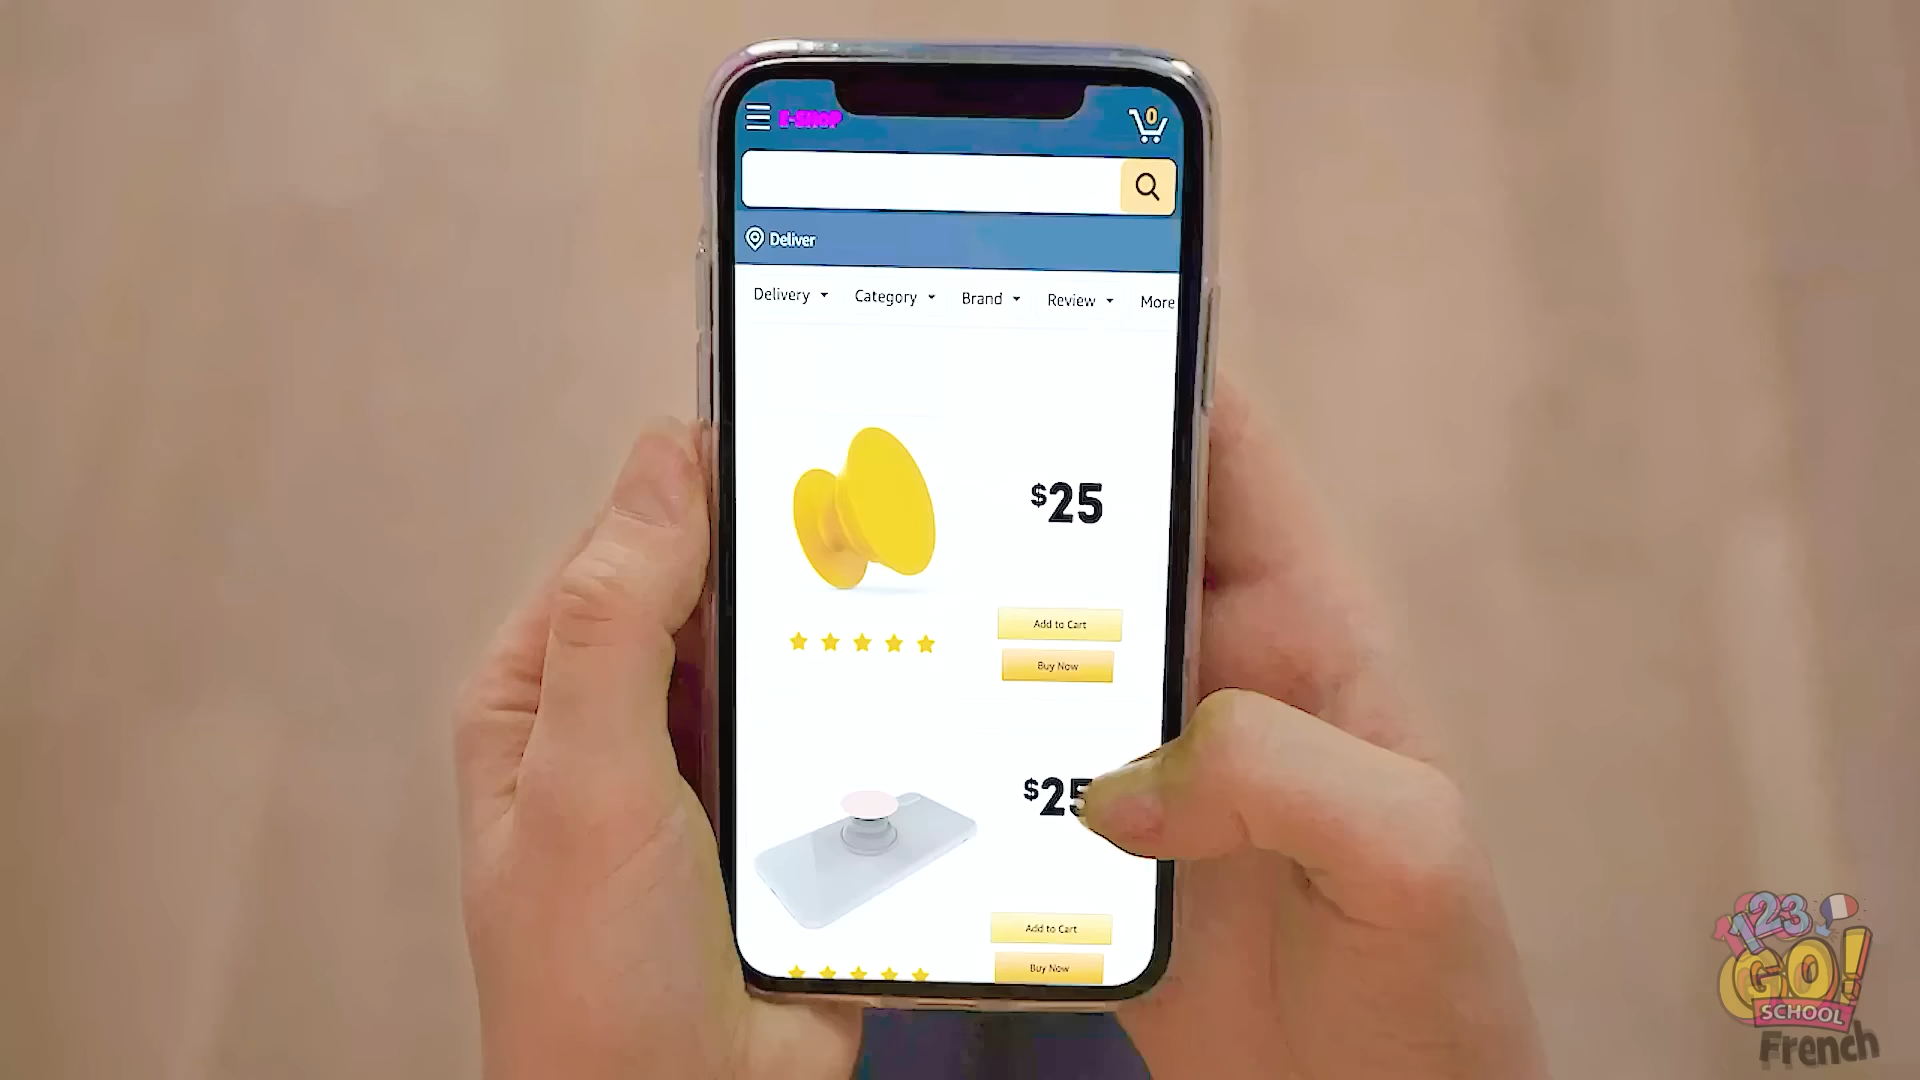 E-SHOP
0
Deliver
Delivery
Category
Brand
Review
More
$25
Add to Cart
Buy Now
$25
Add to Cart
Buy Now
123
GO!
SCHOOL
French